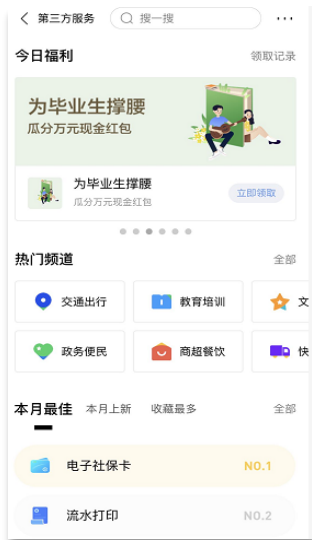 第三方服务
搜一搜
今日福利
领取记录
为毕业生撑腰
瓜分万元现金红包
为毕业生撑腰
瓜分万元现金红包
立即领取
热门频道
全部
交通出行
教育培训
文
政务便民
商超餐饮
快
本月最佳
本月上新
收藏最多
全部
电子社保卡
NO.1
流水打印
NO.2